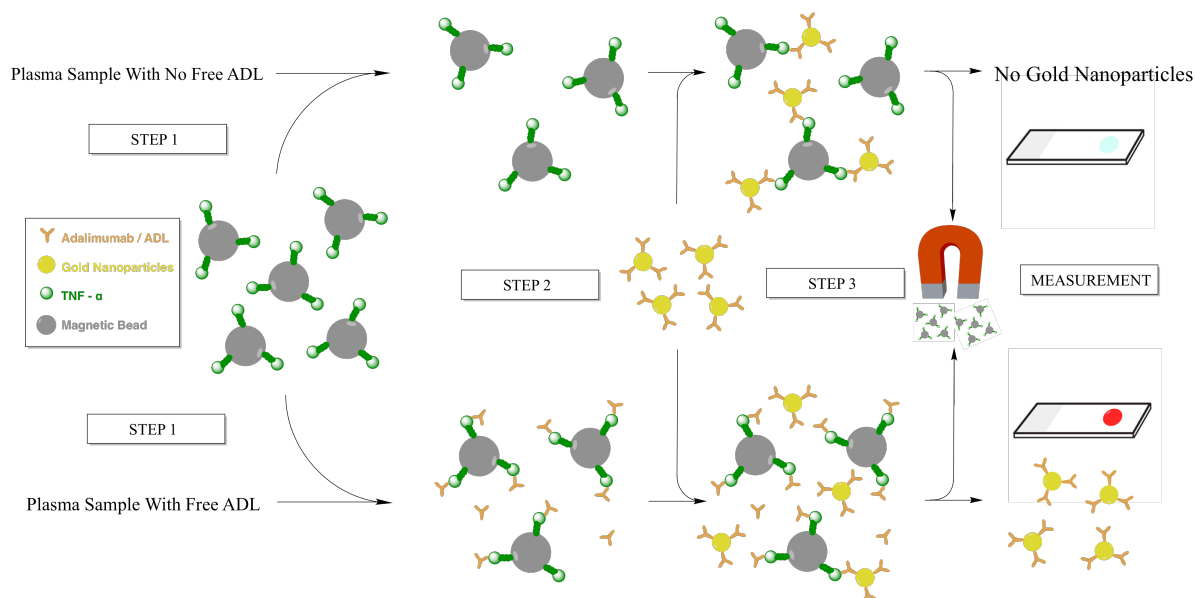 Plasma Sample With No Free ADL
No Gold Nanoparticles
STEP 1
Adalimumab / ADL
Gold Nanoparticles
TNF - α
Magnetic Bead
STEP 2
STEP 3
MEASUREMENT
STEP 1
Plasma Sample With Free ADL